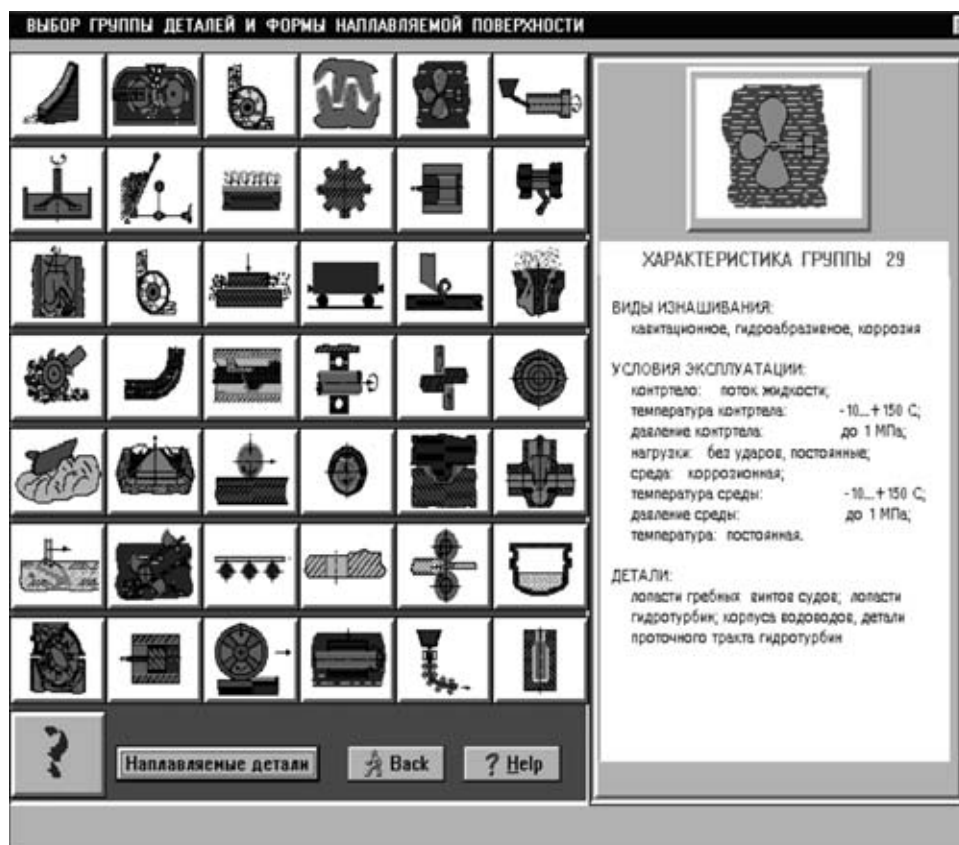 ВЫБОР ГРУППЫ ДЕТАЛЕЙ И ФОРМЫ НАПЛАВЛЯЕМОЙ ПОВЕРХНОСТИ
ХАРАКТЕРИСТИКА ГРУППЫ 29
ВИДЫ ИЗНАШИВАНИЯ:
кавитационное, гидроабразивное, коррозия
УСЛОВИЯ ЭКСПЛУАТАЦИИ:
контртело: поток жидкости;
температура контртела: -10...+150 С;
давление контртела: до 1 МПа;
нагрузки: без ударов, постоянные;
среда: коррозионная;
температура среды: -10...+150 С;
давление среды: до 1 МПа;
температура: постоянная.
ДЕТАЛИ:
лопасти гребных винтов судов; лопасти
гидротурбин; корпуса водоводов, детали
проточного тракта гидротурбин
?
Наплавляемые детали
Back
? Help